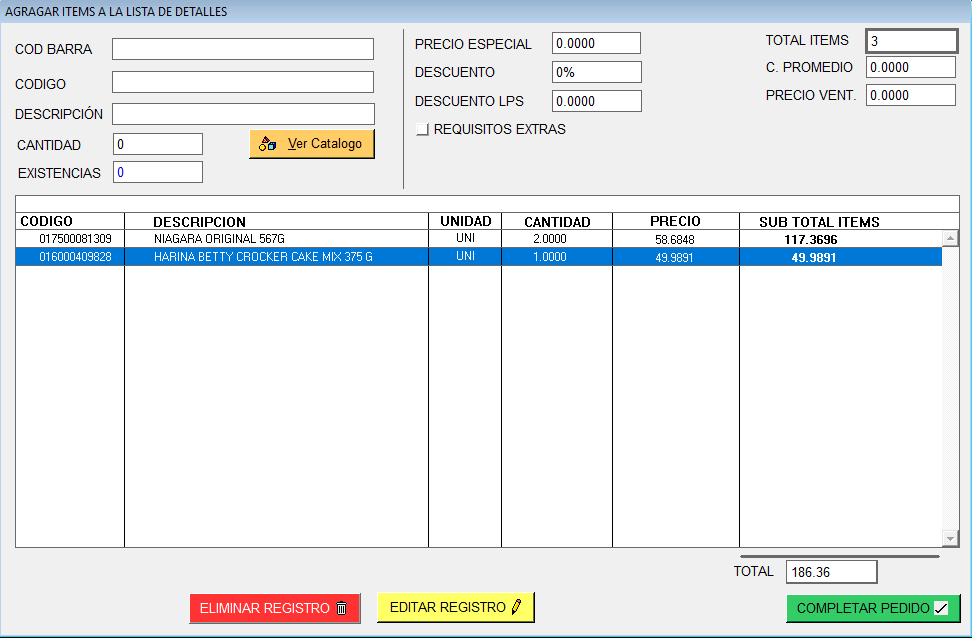 AGRAGAR ITEMS A LA LISTA DE DETALLES
COD BARRA
CODIGO
DESCRIPCIÓN
CANTIDAD 0
EXISTENCIAS 0
Ver Catalogo
PRECIO ESPECIAL 0.0000
DESCUENTO 0%
DESCUENTO LPS 0.0000
REQUISITOS EXTRAS
TOTAL ITEMS 3
C. PROMEDIO 0.0000
PRECIO VENT. 0.0000
CODIGO DESCRIPCION UNIDAD CANTIDAD PRECIO SUB TOTAL ITEMS
017500081309 NIAGARA ORIGINAL 567G UNI 2.0000 58.6848 117.3696
016000409828 HARINA BETTY CROCKER CAKE MIX 375 G UNI 1.0000 49.9891 49.9891
TOTAL 186.36
ELIMINAR REGISTRO
EDITAR REGISTRO
COMPLETAR PEDIDO